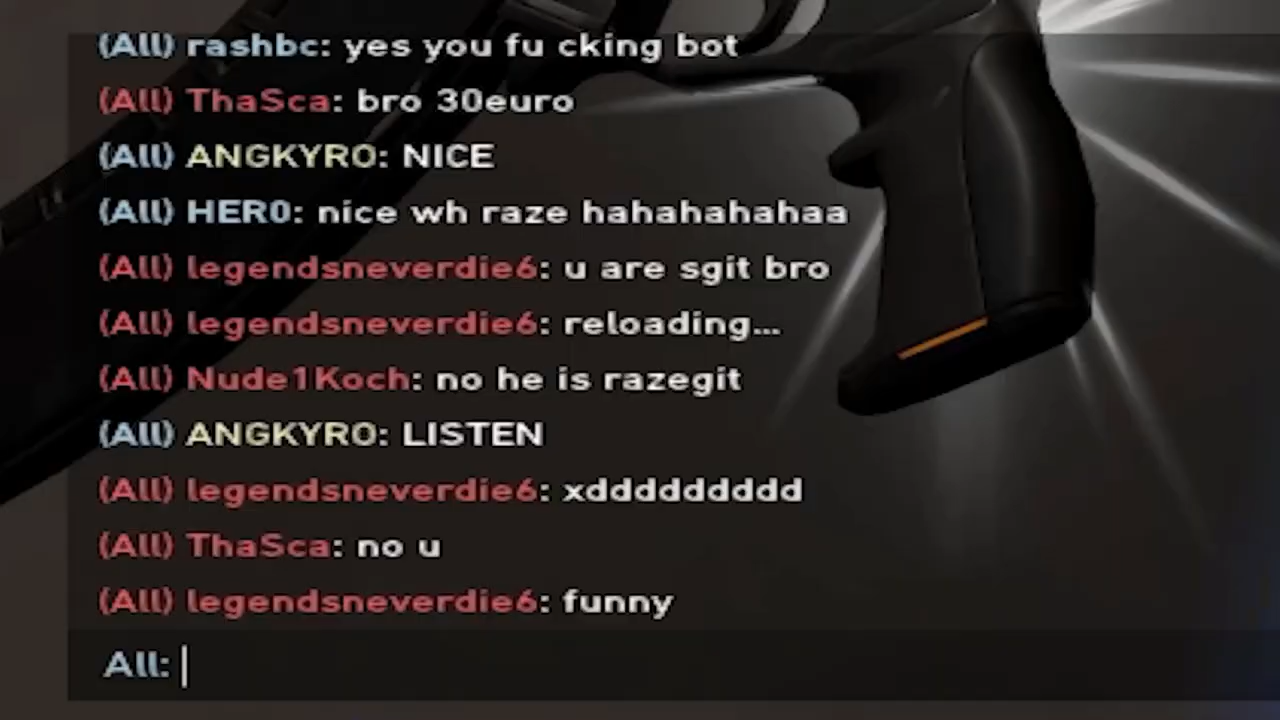 (All) rashbc: yes you fu cking bot
(All) ThaSca: bro 30euro
(All) ANGKYRO: NICE
(All) HER0: nice wh raze hahahahahaa
(All) legendsneverdie6: u are sgit bro
(All) legendsneverdie6: reloading...
(All) Nude1Koch: no he is razegit
(All) ANGKYRO: LISTEN
(All) legendsneverdie6: xddddddddd
(All) ThaSca: no u
(All) legendsneverdie6: funny
All: